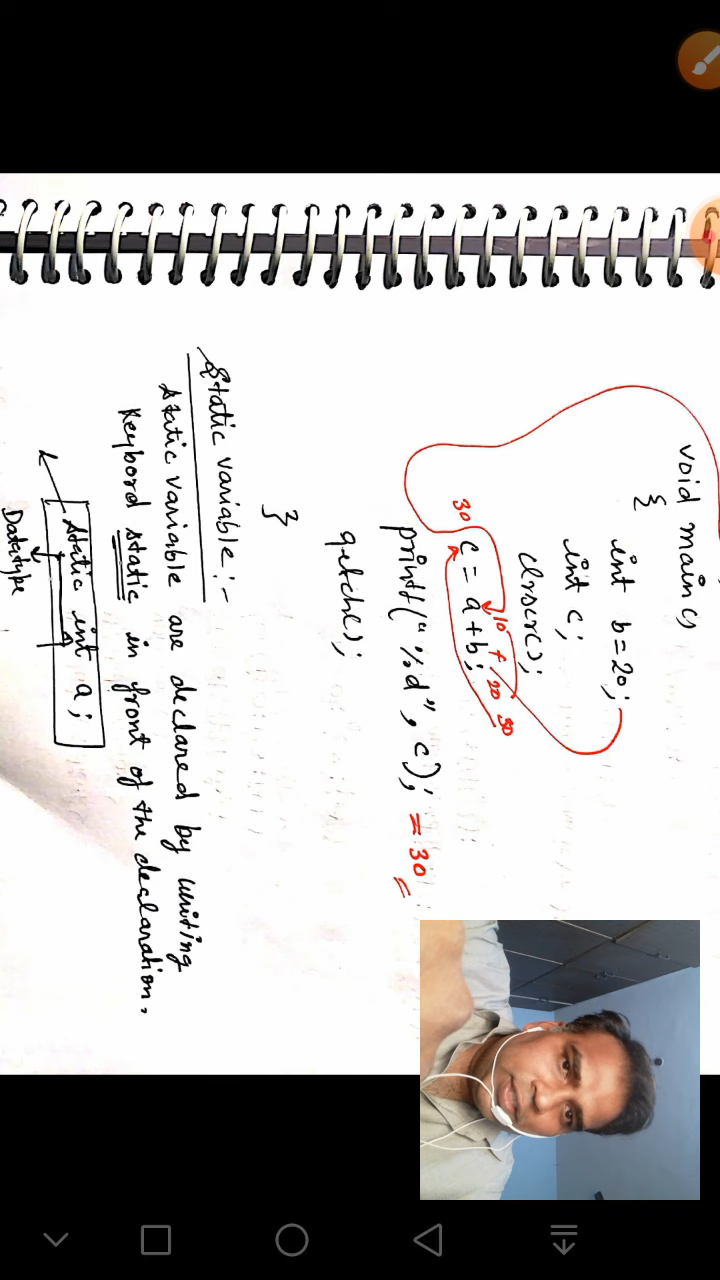 void main()
{
int b=20;
int c;
clrscr();
10 + 20 30
30 c = a+b;
printf("%d", c); = 30 =
getch();
}
Static variable :-
static variable are declared by writing
Keybord static in front of the declaration.
static int a;
Datatype